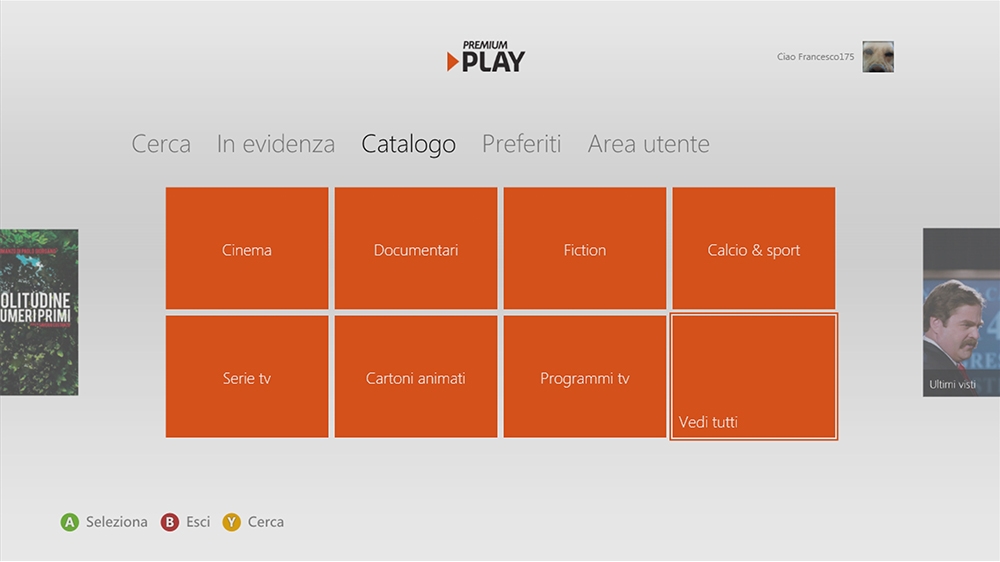 PREMIUM
PLAY
Ciao Francesco175
Cerca In evidenza Catalogo Preferiti Area utente
Cinema Documentari Fiction Calcio & sport
OLITUDINE
UMERI PRIMI
Serie tv Cartoni animati Programmi tv
Ultimi visti
Vedi tutti
A Seleziona B Esci Y Cerca